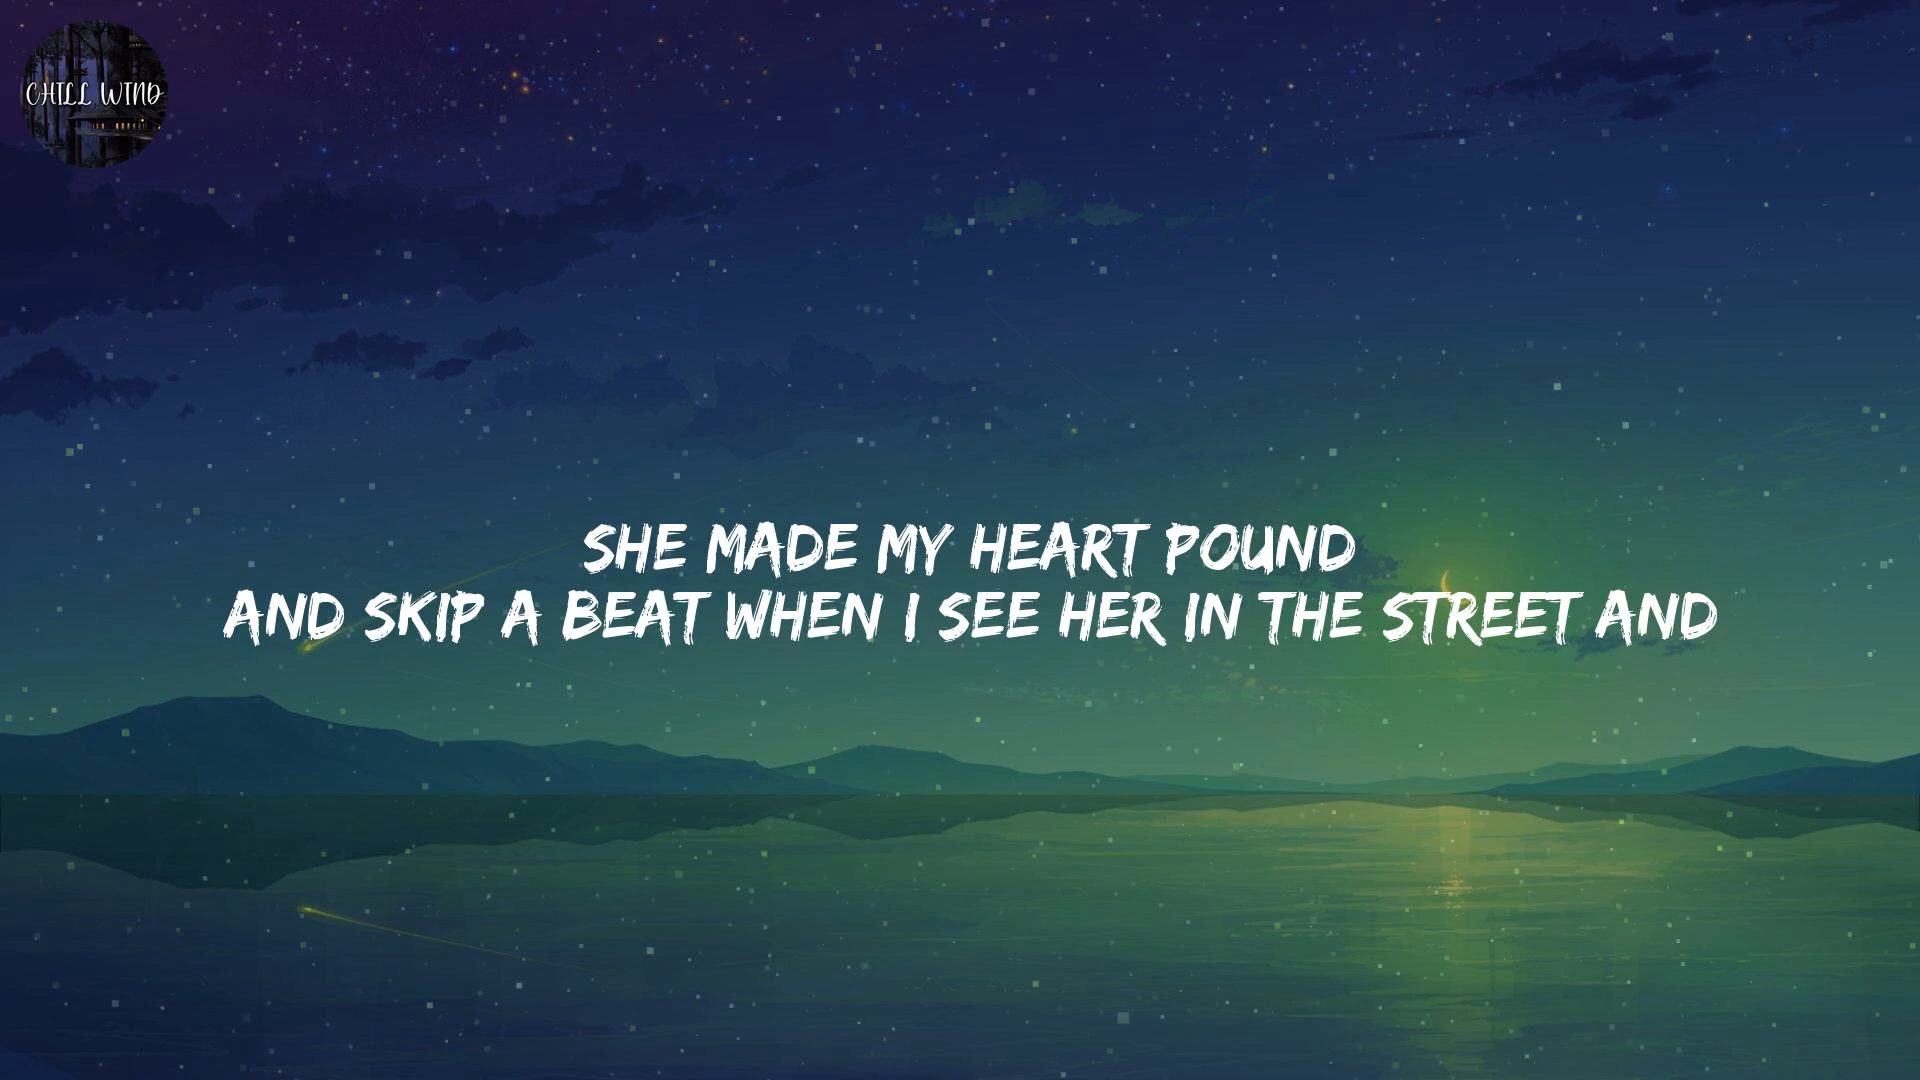 CHILL WIND
SHE MADE MY HEART POUND
AND SKIP A BEAT WHEN I SEE HER IN THE STREET AND